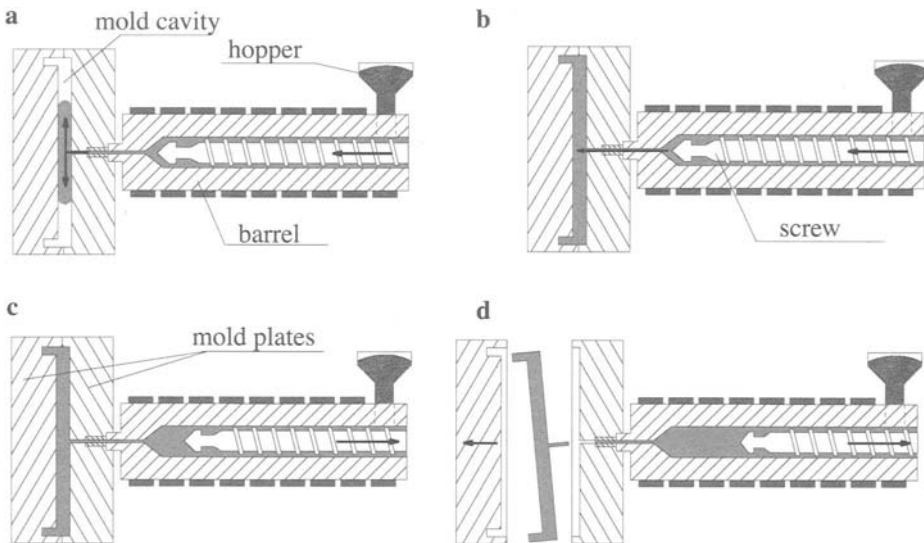 a
mold cavity
hopper
barrel
b
screw
c
mold plates
d